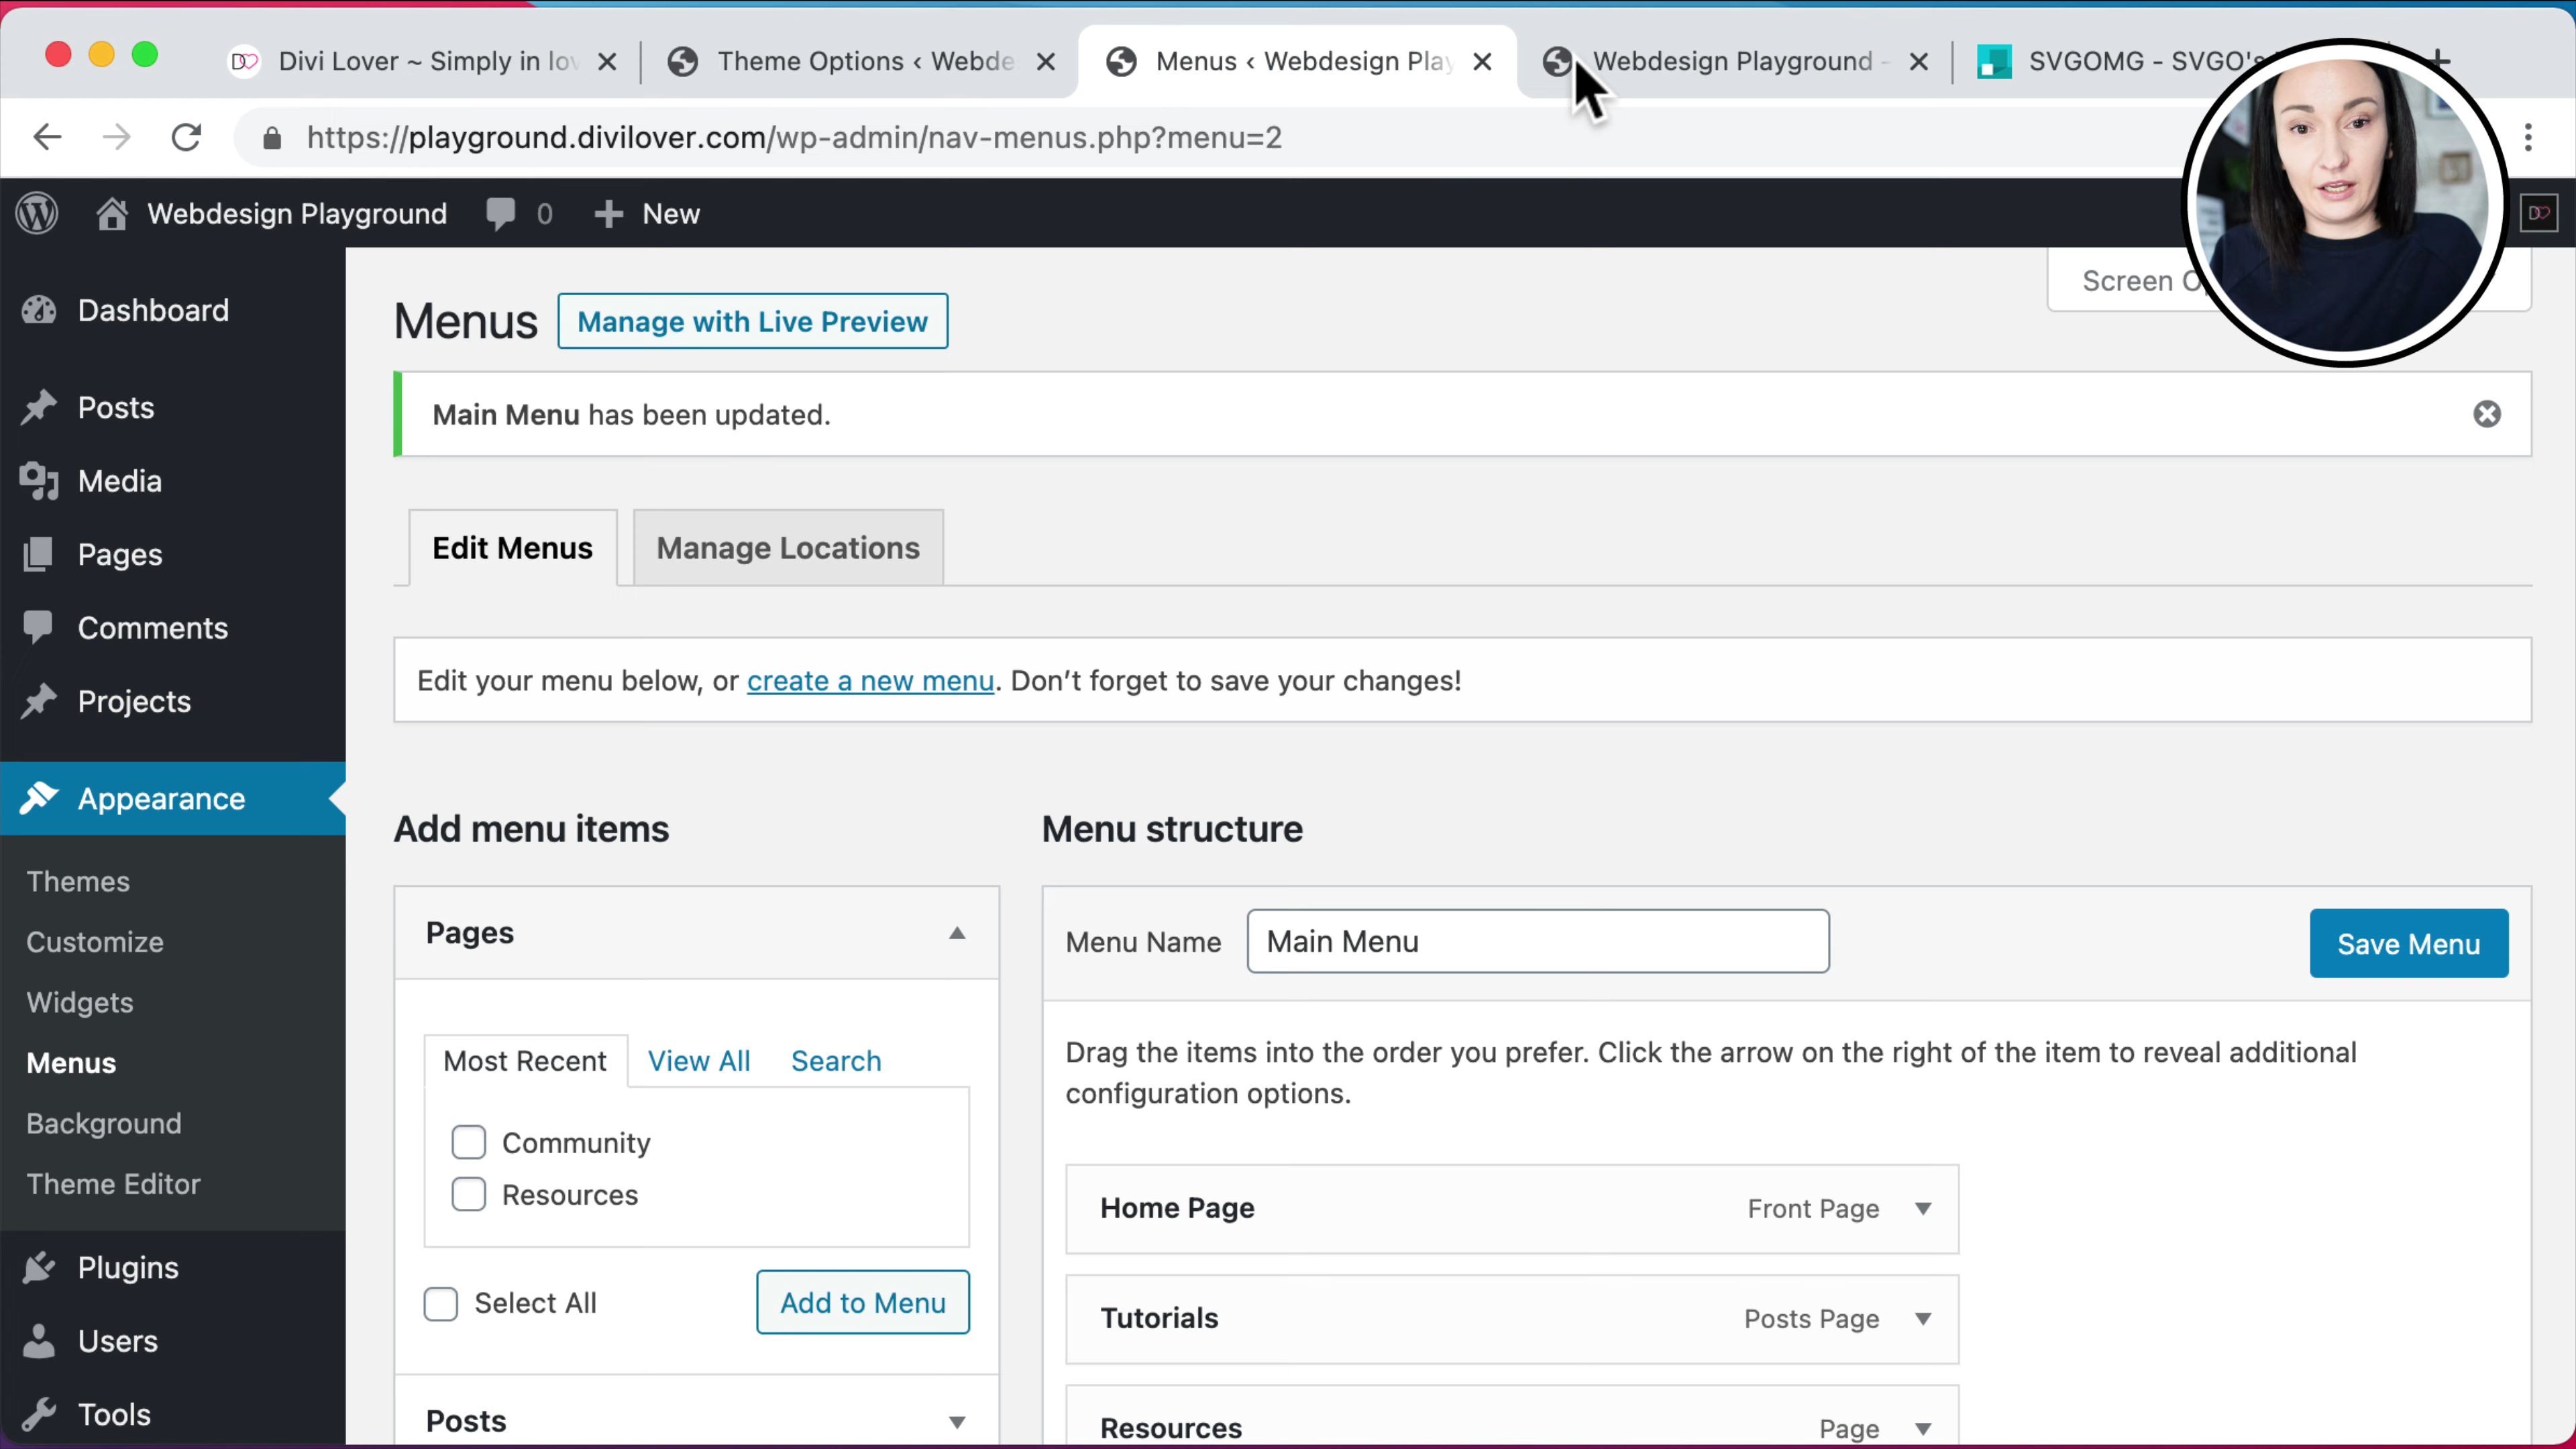 Divi Lover ~ Simply in lov
Theme Options ‹ Webde
Menus ‹ Webdesign Play
Webdesign Playground -
SVGOMG - SVGO's
https://playground.divilover.com/wp-admin/nav-menus.php?menu=2
Webdesign Playground
0
New
Dashboard
Posts
Media
Pages
Comments
Projects
Appearance
Themes
Customize
Widgets
Menus
Background
Theme Editor
Plugins
Users
Tools
Screen O
Menus
Manage with Live Preview
Main Menu has been updated.
Edit Menus
Manage Locations
Edit your menu below, or create a new menu. Don’t forget to save your changes!
Add menu items
Pages
Most Recent
View All
Search
Community
Resources
Select All
Add to Menu
Posts
Menu structure
Menu Name
Main Menu
Save Menu
Drag the items into the order you prefer. Click the arrow on the right of the item to reveal additional
configuration options.
Home Page
Front Page
Tutorials
Posts Page
Resources
Page